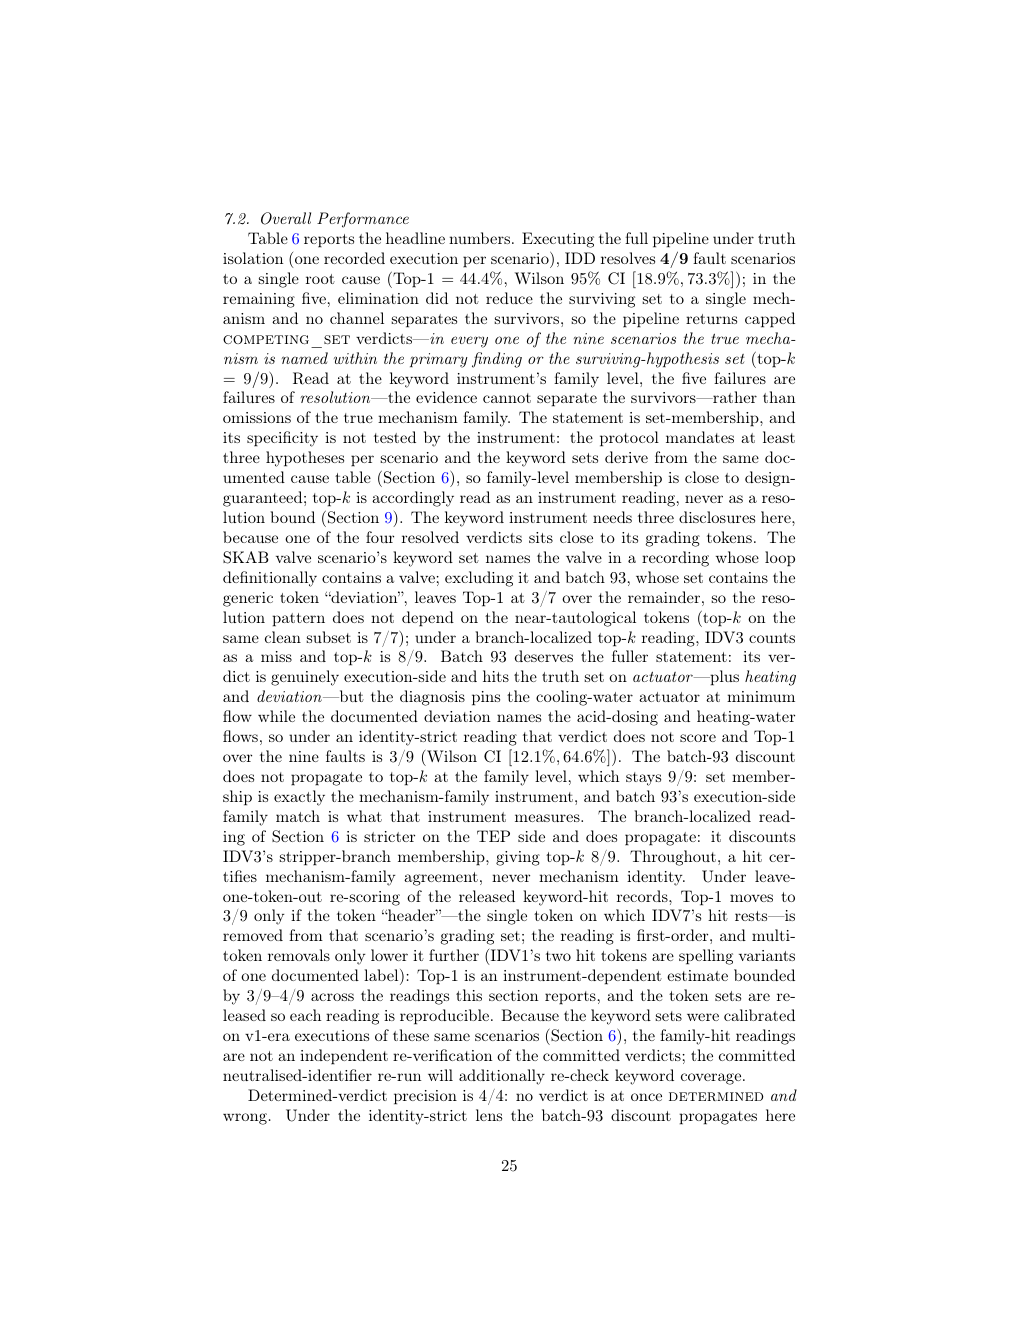 7.2. Overall Performance
Table 6 reports the headline numbers. Executing the full pipeline under truth
isolation (one recorded execution per scenario), IDD resolves 4/9 fault scenarios
to a single root cause (Top-1 = 44.4%, Wilson 95% CI [18.9%, 73.3%]); in the
remaining five, elimination did not reduce the surviving set to a single mech-
anism and no channel separates the survivors, so the pipeline returns capped
COMPETING_SET verdicts—in every one of the nine scenarios the true mecha-
nism is named within the primary finding or the surviving-hypothesis set (top-k
= 9/9). Read at the keyword instrument's family level, the five failures are
failures of resolution—the evidence cannot separate the survivors—rather than
omissions of the true mechanism family. The statement is set-membership, and
its specificity is not tested by the instrument: the protocol mandates at least
three hypotheses per scenario and the keyword sets derive from the same doc-
umented cause table (Section 6), so family-level membership is close to design-
guaranteed; top-k is accordingly read as an instrument reading, never as a reso-
lution bound (Section 9). The keyword instrument needs three disclosures here,
because one of the four resolved verdicts sits close to its grading tokens. The
SKAB valve scenario's keyword set names the valve in a recording whose loop
definitionally contains a valve; excluding it and batch 93, whose set contains the
generic token “deviation”, leaves Top-1 at 3/7 over the remainder, so the reso-
lution pattern does not depend on the near-tautological tokens (top-k on the
same clean subset is 7/7); under a branch-localized top-k reading, IDV3 counts
as a miss and top-k is 8/9. Batch 93 deserves the fuller statement: its ver-
dict is genuinely execution-side and hits the truth set on actuator—plus heating
and deviation—but the diagnosis pins the cooling-water actuator at minimum
flow while the documented deviation names the acid-dosing and heating-water
flows, so under an identity-strict reading that verdict does not score and Top-1
over the nine faults is 3/9 (Wilson CI [12.1%, 64.6%]). The batch-93 discount
does not propagate to top-k at the family level, which stays 9/9: set member-
ship is exactly the mechanism-family instrument, and batch 93's execution-side
family match is what that instrument measures. The branch-localized read-
ing of Section 6 is stricter on the TEP side and does propagate: it discounts
IDV3's stripper-branch membership, giving top-k 8/9. Throughout, a hit cer-
tifies mechanism-family agreement, never mechanism identity. Under leave-
one-token-out re-scoring of the released keyword-hit records, Top-1 moves to
3/9 only if the token “header”—the single token on which IDV7's hit rests—is
removed from that scenario's grading set; the reading is first-order, and multi-
token removals only lower it further (IDV1's two hit tokens are spelling variants
of one documented label): Top-1 is an instrument-dependent estimate bounded
by 3/9–4/9 across the readings this section reports, and the token sets are re-
leased so each reading is reproducible. Because the keyword sets were calibrated
on v1-era executions of these same scenarios (Section 6), the family-hit readings
are not an independent re-verification of the committed verdicts; the committed
neutralised-identifier re-run will additionally re-check keyword coverage.
Determined-verdict precision is 4/4: no verdict is at once DETERMINED and
wrong. Under the identity-strict lens the batch-93 discount propagates here
25